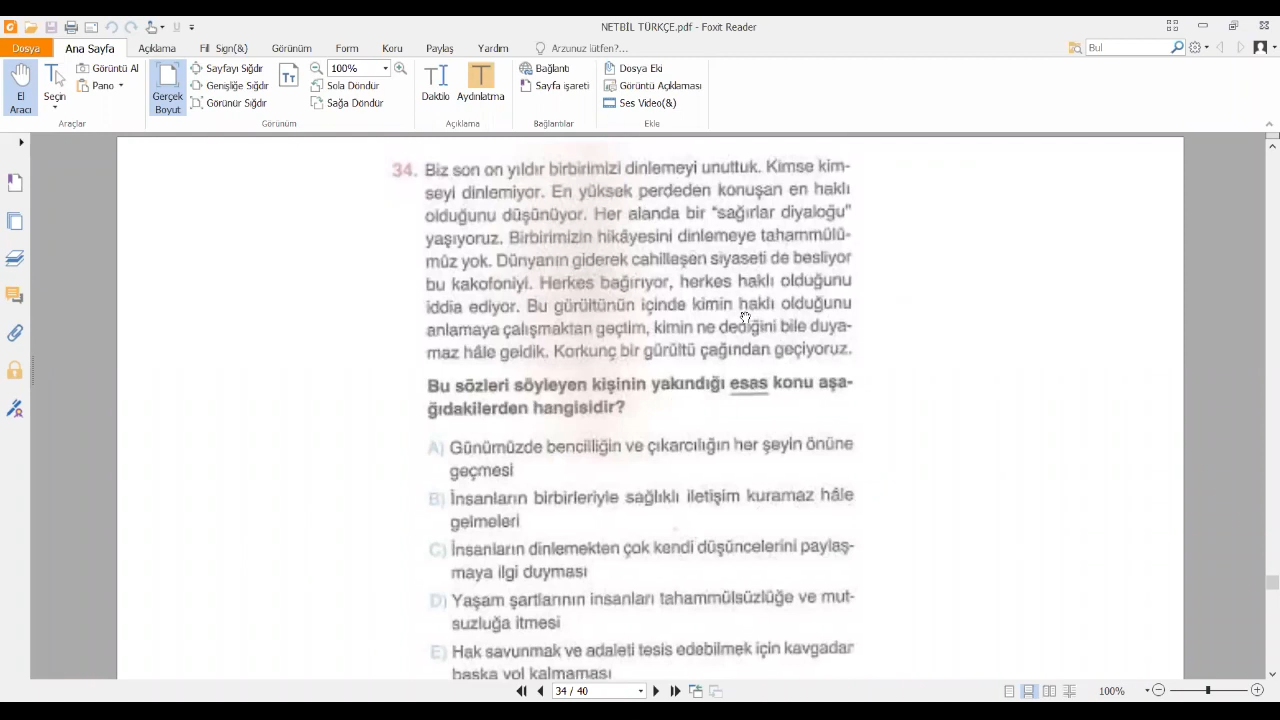 NETBİL TÜRKÇE.pdf - Foxit Reader
Dosya Ana Sayfa Açıklama Fil Sign(&) Görünüm Form Koru Paylaş Yardım Arzunuz lütfen?... Bul
El Aracı
Seçin
Görüntü Al
Pano
Gerçek Boyut
Sayfayı Sığdır
Genişliğe Sığdır
Görünür Sığdır
100%
Sola Döndür
Sağa Döndür
Daktilo
Aydınlatma
Bağlantı
Sayfa işareti
Dosya Eki
Görüntü Açıklaması
Ses Video(&)
Araçlar Görünüm Açıklama Bağlantılar Ekle
34. Biz son on yıldır birbirimizi dinlemeyi unuttuk. Kimse kim-
seyi dinlemiyor. En yüksek perdeden konuşan en haklı
olduğunu düşünüyor. Her alanda bir “sağırlar diyaloğu”
yaşıyoruz. Birbirimizin hikâyesini dinlemeye tahammülü-
müz yok. Dünyanın giderek cahilleşen siyaseti de besliyor
bu kakofoniyi. Herkes bağırıyor, herkes haklı olduğunu
iddia ediyor. Bu gürültünün içinde kimin haklı olduğunu
anlamaya çalışmaktan geçtim, kimin ne dediğini bile duya-
maz hâle geldik. Korkunç bir gürültü çağından geçiyoruz.
Bu sözleri söyleyen kişinin yakındığı esas konu aşa-
ğıdakilerden hangisidir?
A) Günümüzde bencilliğin ve çıkarcılığın her şeyin önüne
geçmesi
B) İnsanların birbirleriyle sağlıklı iletişim kuramaz hâle
gelmeleri
C) İnsanların dinlemekten çok kendi düşüncelerini paylaş-
maya ilgi duyması
D) Yaşam şartlarının insanları tahammülsüzlüğe ve mut-
suzluğa itmesi
E) Hak savunmak ve adaleti tesis edebilmek için kavgadan
başka yol kalmaması
34 / 40
100%